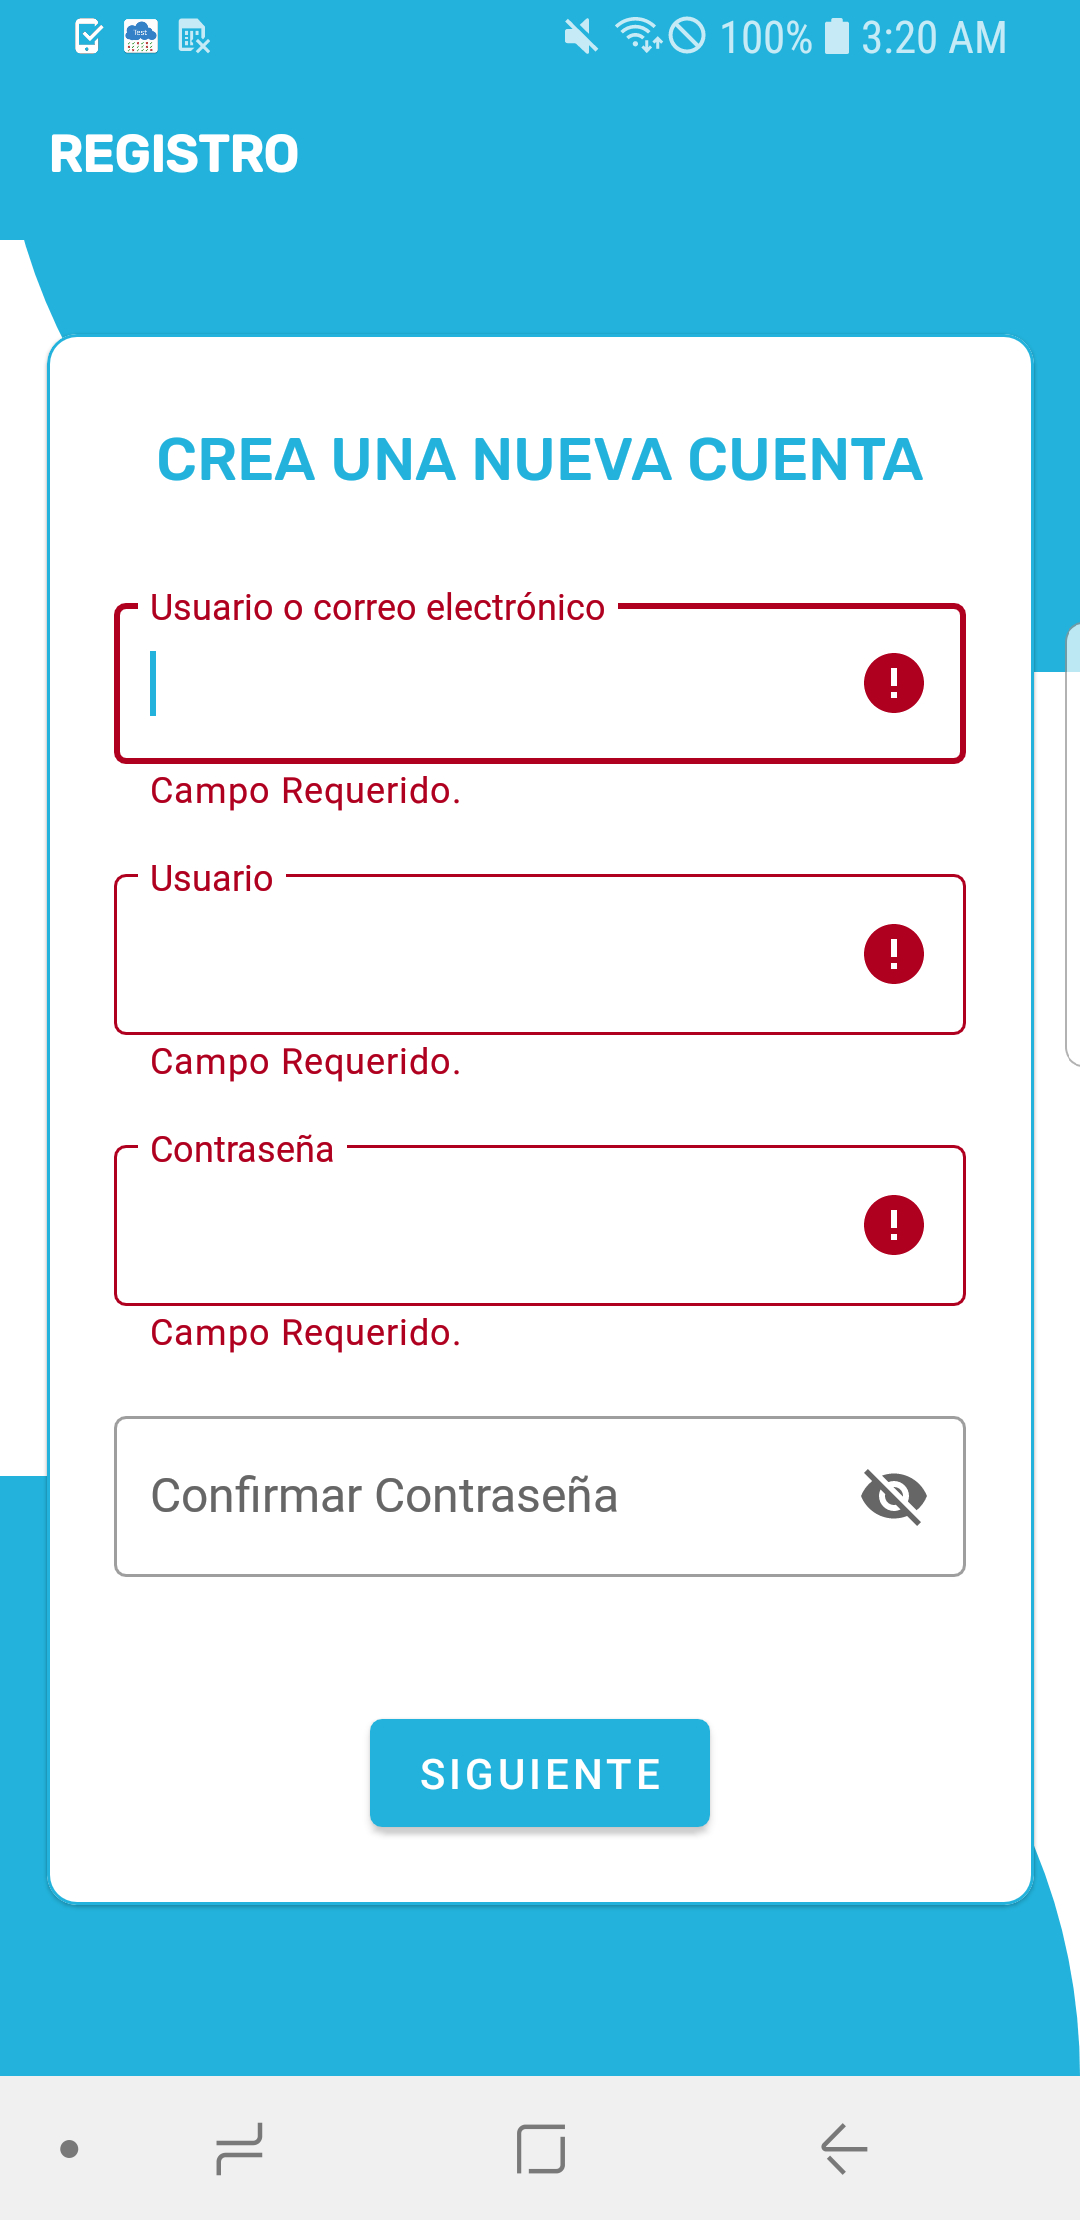 Test
100% 3:20 AM
REGISTRO
CREA UNA NUEVA CUENTA
Usuario o correo electrónico
Campo Requerido.
Usuario
Campo Requerido.
Contraseña
Campo Requerido.
Confirmar Contraseña
SIGUIENTE